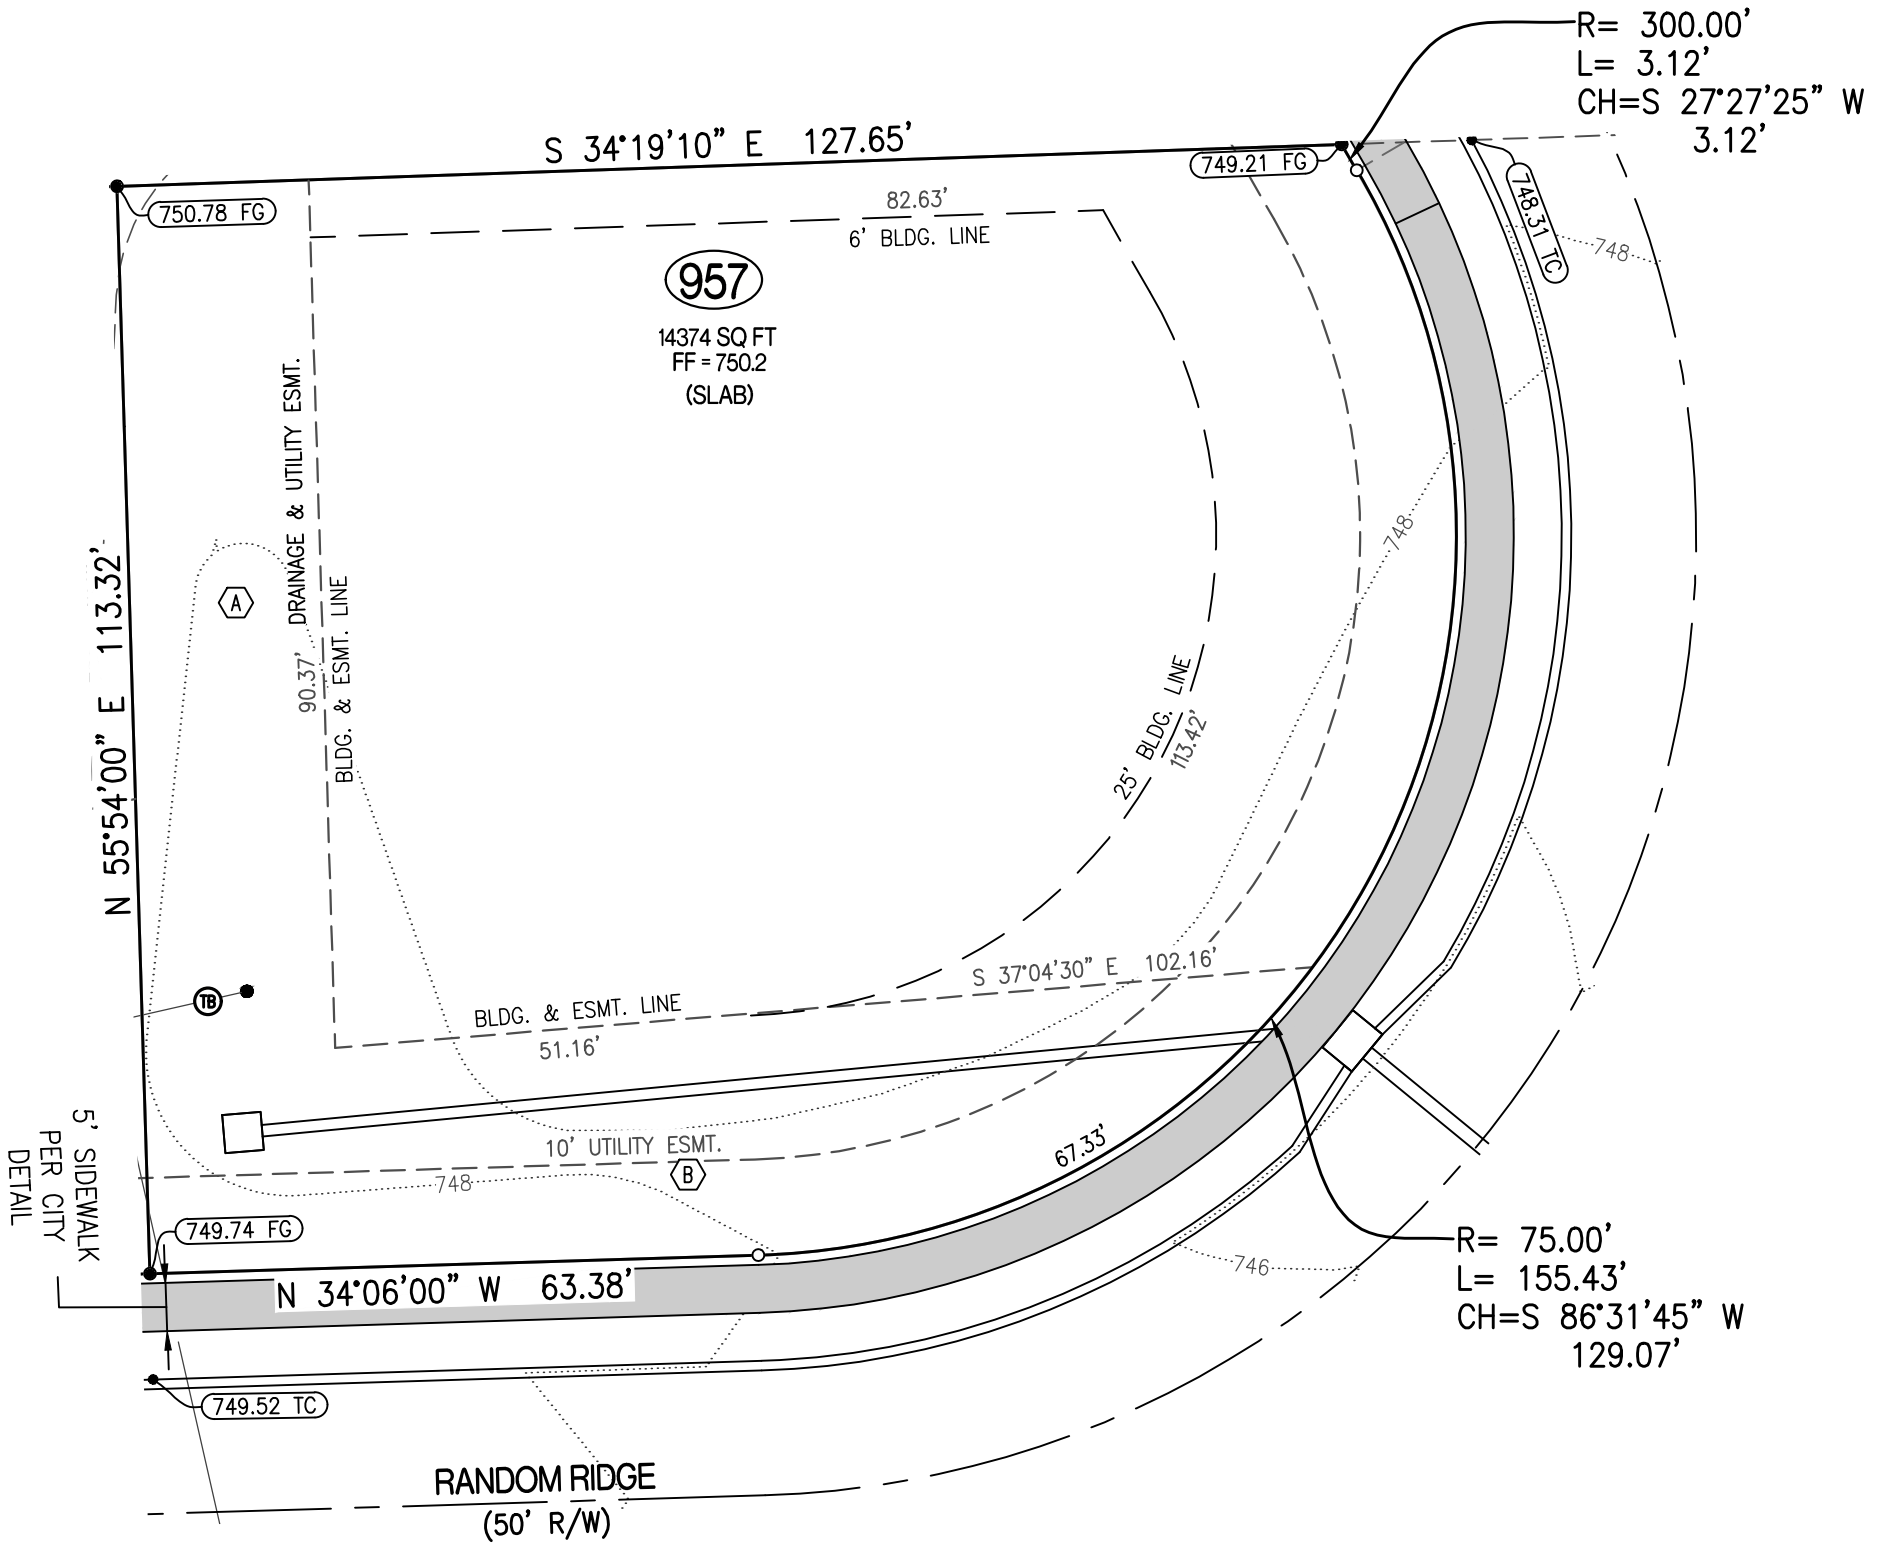 R= 300.00'
L= 3.12'
CH=S 27°27'25" W
3.12'
S 34°19'10" E 127.65'
749.21 FG
750.78 FG
748.31 TC
82.63'
6' BLDG. LINE
748
957
14374 SQ FT
FF = 750.2
(SLAB)
DRAINAGE & UTILITY ESMT.
90.37'
BLDG. & ESMT. LINE
N 55°54'00" E 113.32'
A
748
25' BLDG. LINE
113.42'
S 37°04'30" E 102.16'
TB
BLDG. & ESMT. LINE
51.16'
10' UTILITY ESMT.
B
67.33'
748
5' SIDEWALK
PER CITY
DETAIL
749.74 FG
N 34°06'00" W 63.38'
R= 75.00'
L= 155.43'
CH=S 86°31'45" W
129.07'
746
749.52 TC
RANDOM RIDGE
(50' R/W)